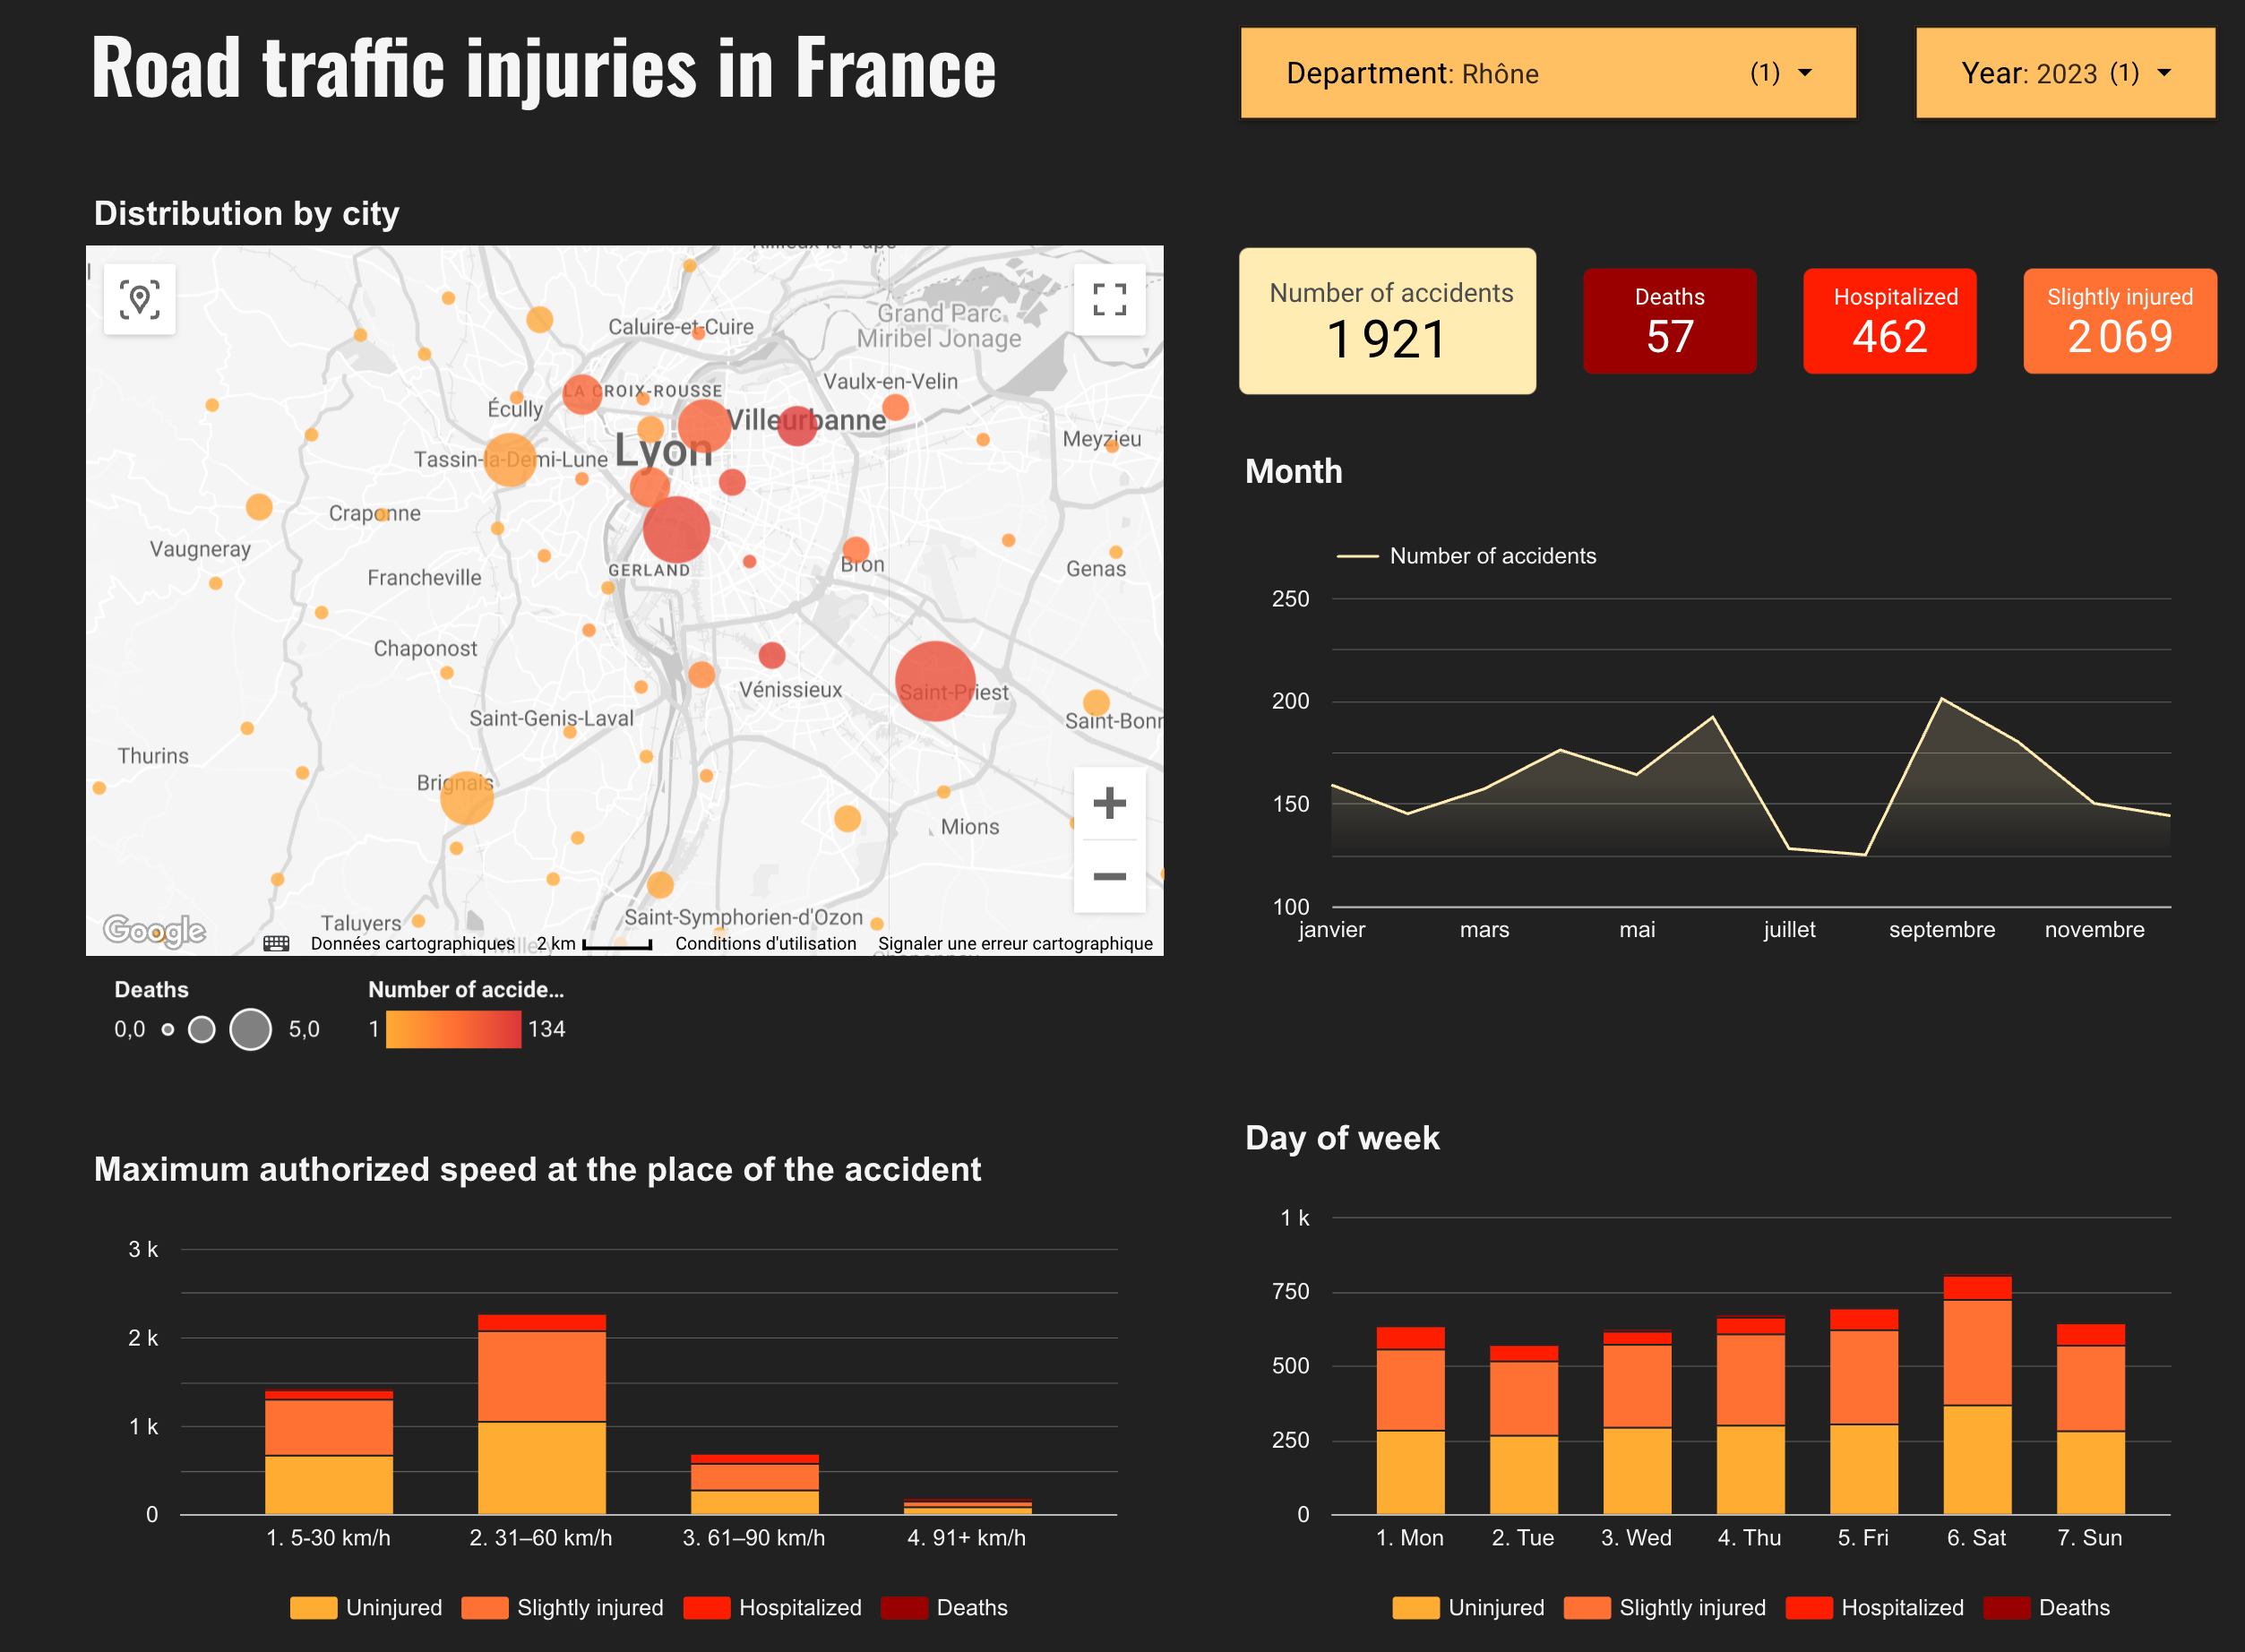 Road traffic injuries in France
Department: Rhône (1)
Year: 2023 (1)
Distribution by city
Caluire-et-Cuire
Grand Parc
Miribel Jonage
LA CROIX-ROUSSE
Vaulx-en-Velin
Écully
Villeurbanne
Meyzieu
Lyon
Tassin-la-Demi-Lune
Craponne
Vaugneray
Bron
Genas
GERLAND
Francheville
Chaponost
Vénissieux
Saint-Priest
Saint-Genis-Laval
Saint-Bonn
Thurins
Brignais
Mions
Saint-Symphorien-d'Ozon
Taluyers
Google
Données cartographiques 2 km Conditions d'utilisation Signaler une erreur cartographique
Deaths
0,0 5,0
Number of accide...
1 134
Number of accidents
1 921
Deaths
57
Hospitalized
462
Slightly injured
2 069
Month
Number of accidents
250
200
150
100
janvier mars mai juillet septembre novembre
Maximum authorized speed at the place of the accident
3 k
2 k
1 k
0
1. 5-30 km/h 2. 31–60 km/h 3. 61–90 km/h 4. 91+ km/h
Uninjured Slightly injured Hospitalized Deaths
Day of week
1 k
750
500
250
0
1. Mon 2. Tue 3. Wed 4. Thu 5. Fri 6. Sat 7. Sun
Uninjured Slightly injured Hospitalized Deaths